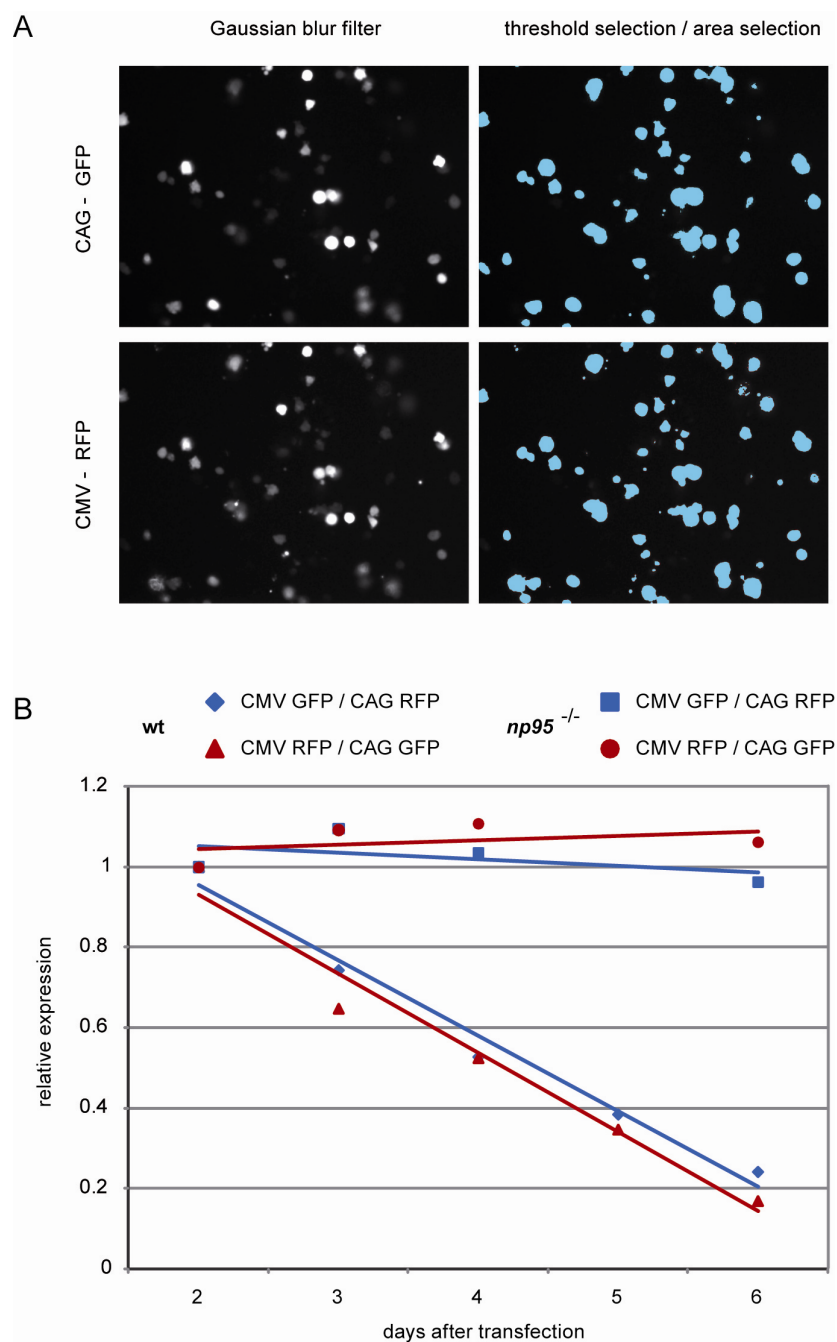 A
Gaussian blur filter
threshold selection / area selection
CAG - GFP
CMV - RFP
B
wt
CMV GFP / CAG RFP
CMV RFP / CAG GFP
np95 -/-
CMV GFP / CAG RFP
CMV RFP / CAG GFP
relative expression
1.2
1
0.8
0.6
0.4
0.2
0
2 3 4 5 6
days after transfection